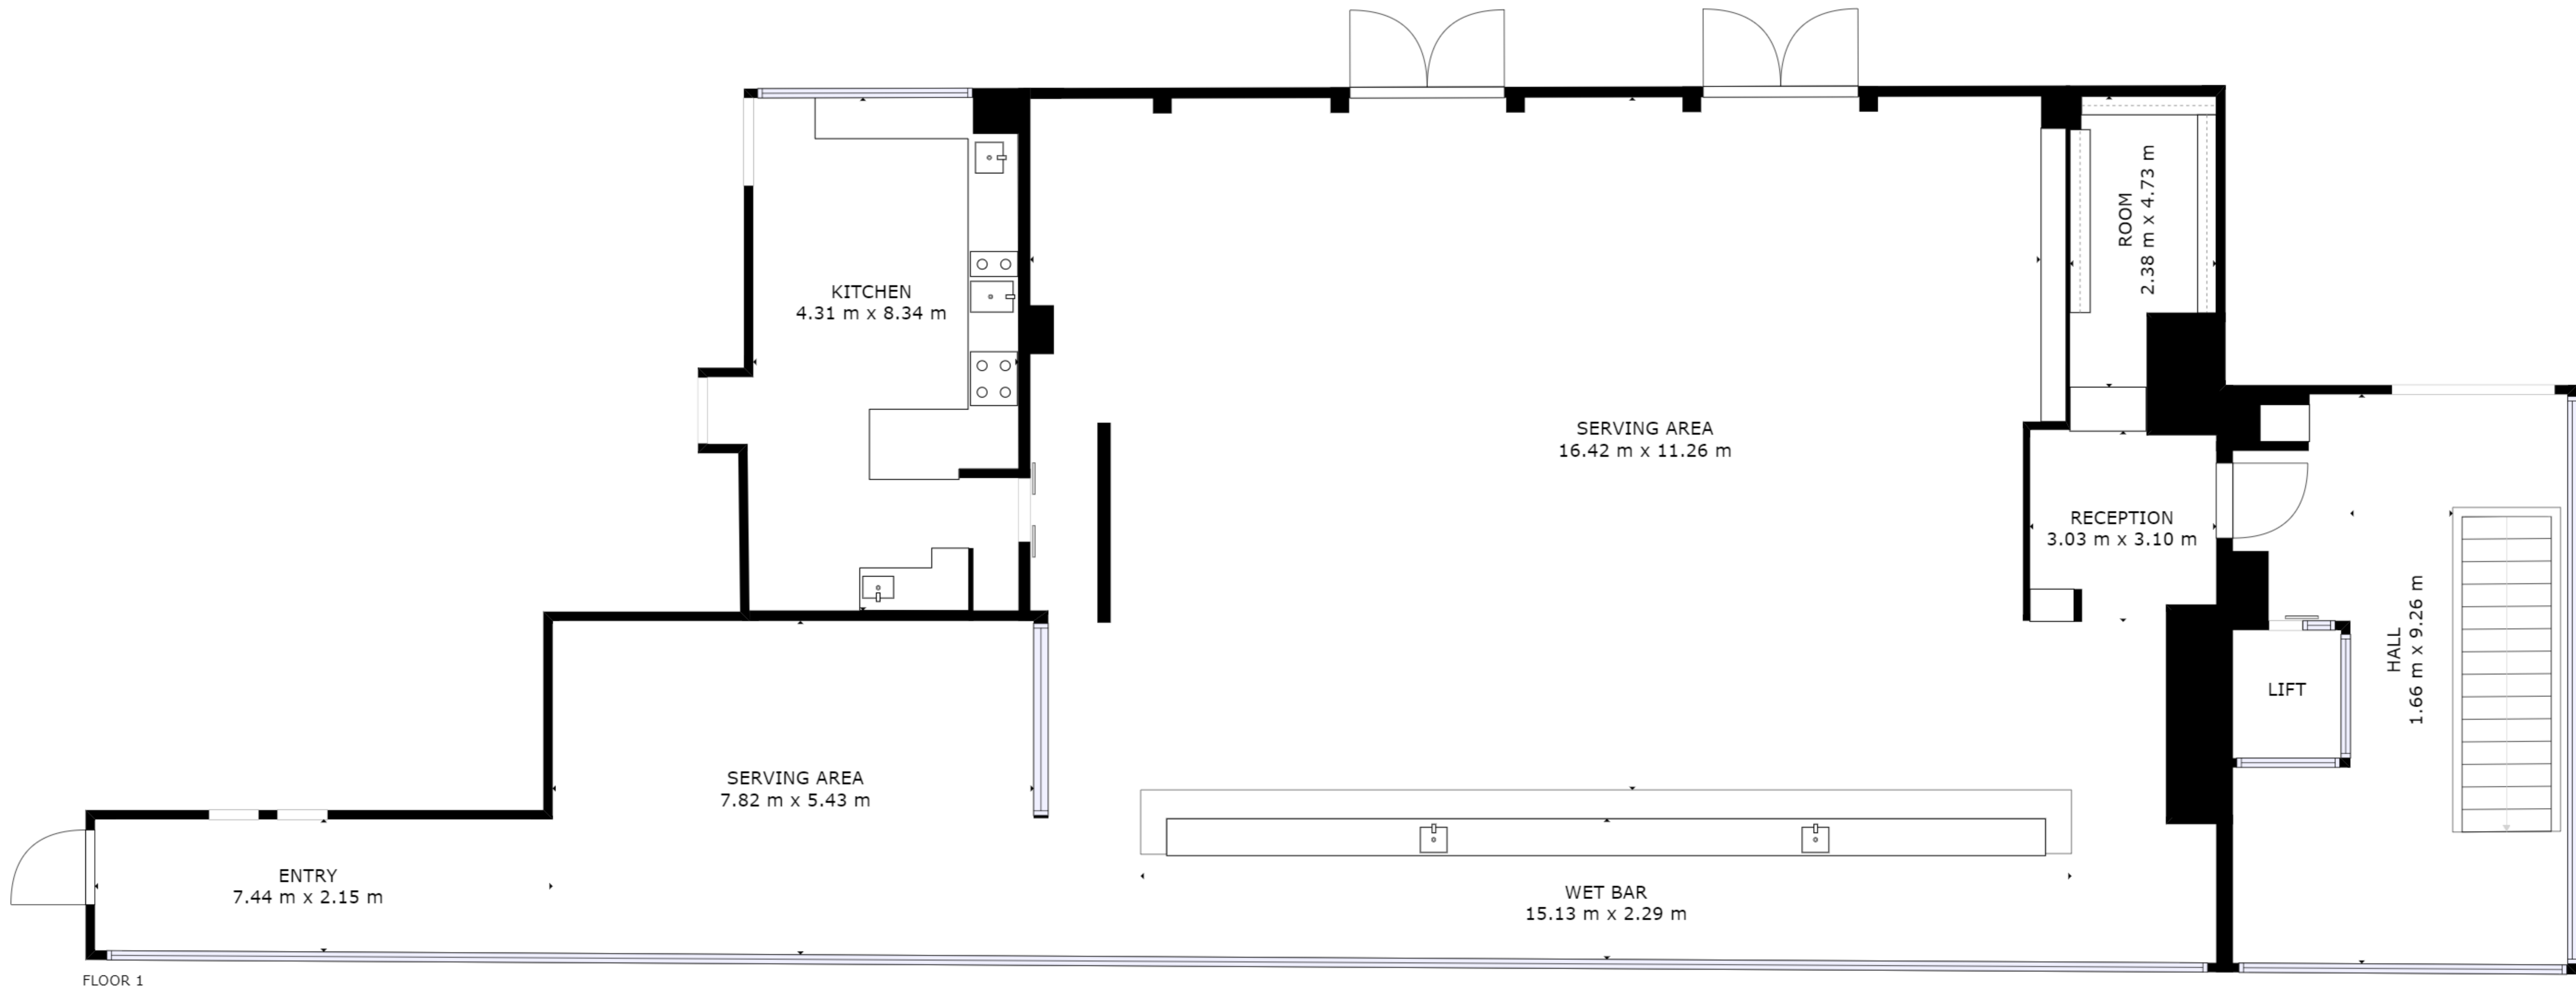 KITCHEN
4.31 m x 8.34 m
ROOM
2.38 m x 4.73 m
SERVING AREA
16.42 m x 11.26 m
RECEPTION
3.03 m x 3.10 m
HALL
1.66 m x 9.26 m
LIFT
SERVING AREA
7.82 m x 5.43 m
ENTRY
7.44 m x 2.15 m
WET BAR
15.13 m x 2.29 m
FLOOR 1